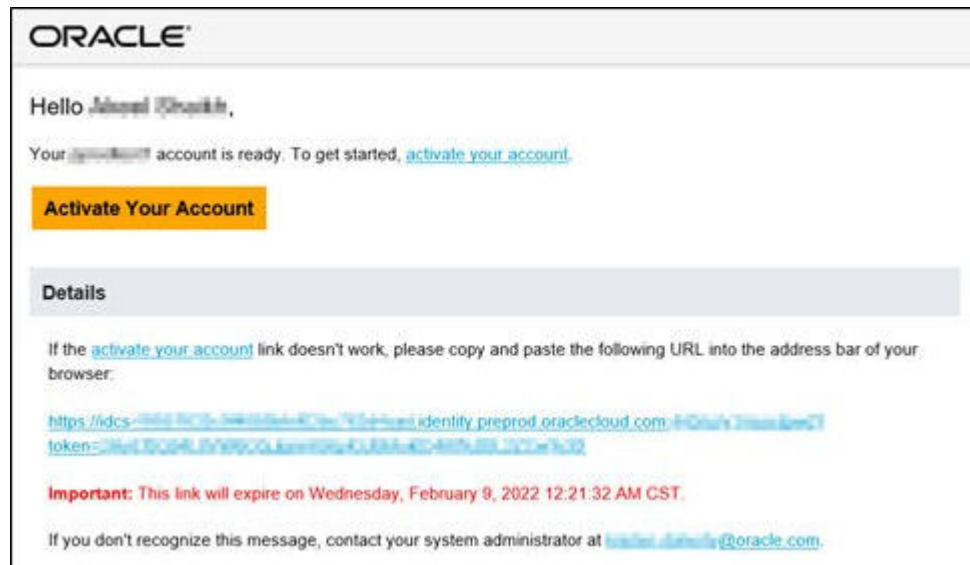 ORACLE
Hello ,
Your account is ready. To get started, activate your account.
Activate Your Account
Details
If the activate your account link doesn't work, please copy and paste the following URL into the address bar of your
browser:
https://idcs- .identity.preprod.oraclecloud.com
token=
Important: This link will expire on Wednesday, February 9, 2022 12:21:32 AM CST.
If you don't recognize this message, contact your system administrator at @oracle.com.